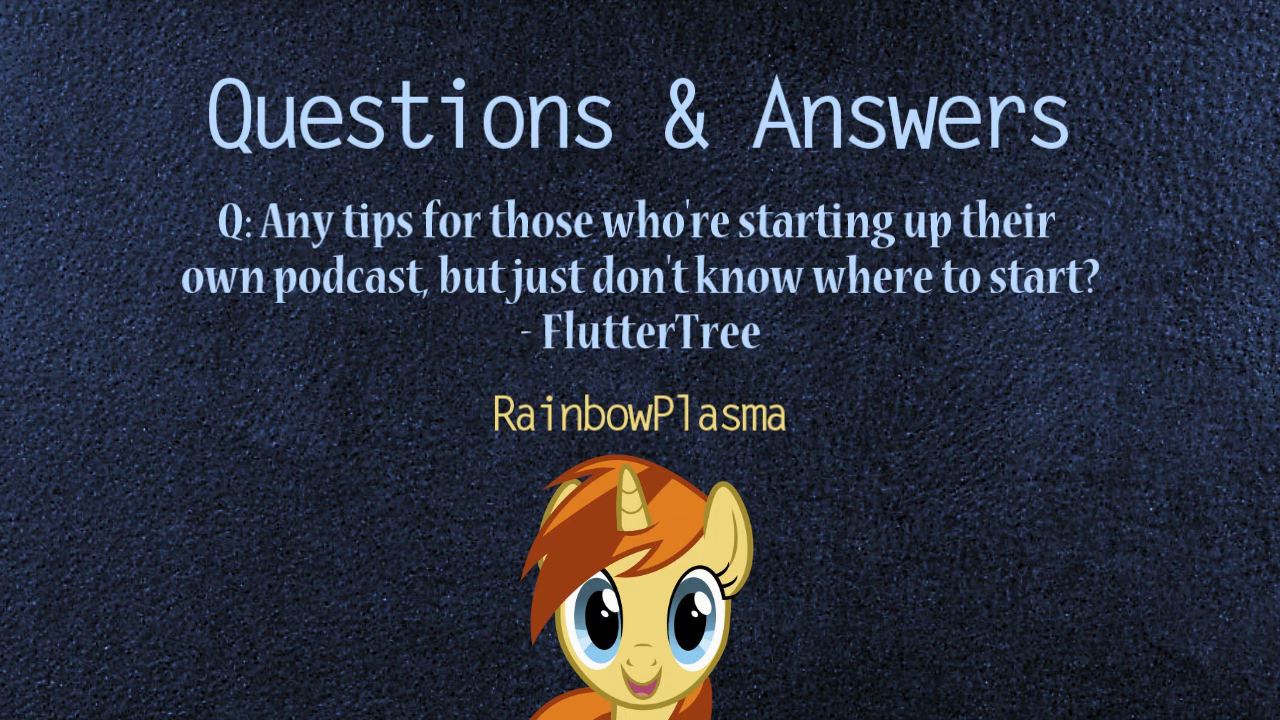 Questions & Answers
Q: Any tips for those who're starting up their
own podcast, but just don't know where to start?
- FlutterTree
RainbowPlasma